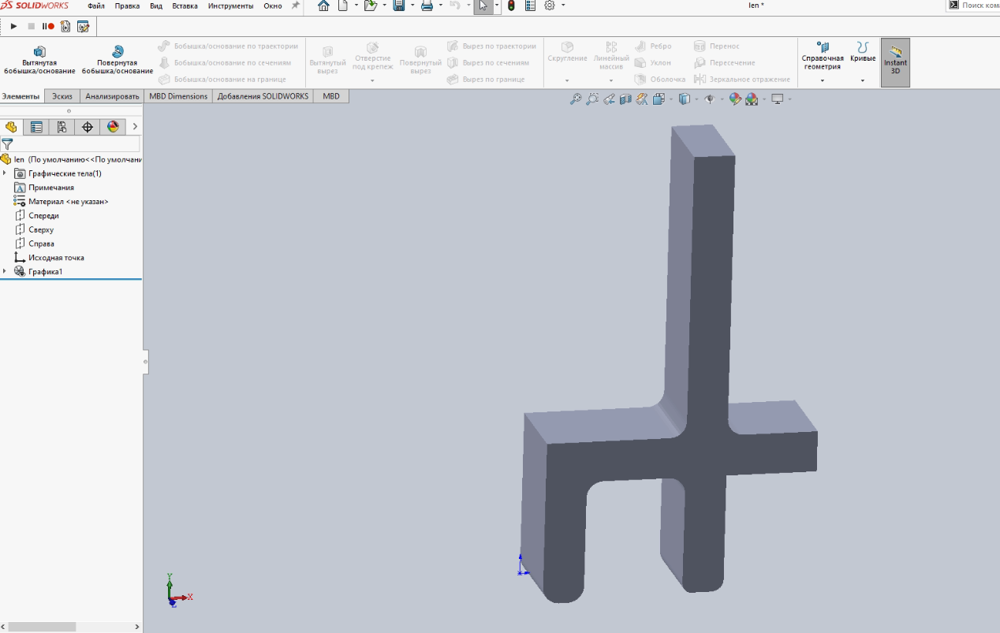 SOLIDWORKS Файл Правка Вид Вставка Инструменты Окно len * Поиск ком
Вытянутая бобышка/основание
Повернутая бобышка/основание
Бобышка/основание по траектории
Бобышка/основание по сечениям
Бобышка/основание на границе
Вытянутый вырез
Отверстие под крепеж
Повернутый вырез
Вырез по траектории
Вырез по сечениям
Вырез по границе
Скругление
Линейный массив
Ребро
Уклон
Оболочка
Перенос
Пересечение
Зеркальное отражение
Справочная геометрия
Кривые
Instant 3D
Элементы Эскиз Анализировать MBD Dimensions Добавления SOLIDWORKS MBD
len (По умолчанию<<По умолчани
Графические тела(1)
Примечания
Материал <не указан>
Спереди
Сверху
Справа
Исходная точка
Графика1
Y
X
Z